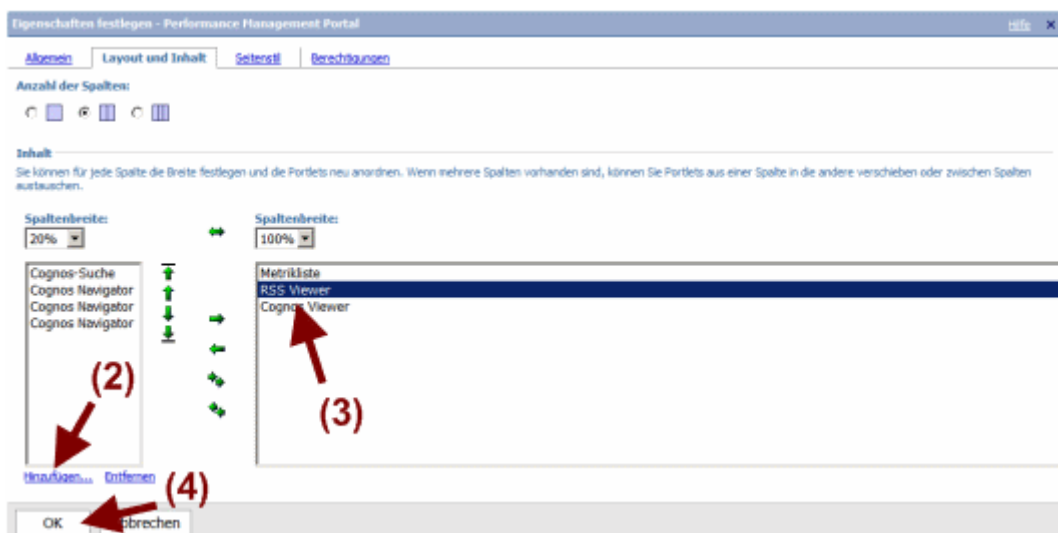 Eigenschaften festlegen - Performance Management Portal Hilfe x
Allgemein Layout und Inhalt Seitenstil Berechtigungen
Anzahl der Spalten:
Inhalt
Sie können für jede Spalte die Breite festlegen und die Portlets neu anordnen. Wenn mehrere Spalten vorhanden sind, können Sie Portlets aus einer Spalte in die andere verschieben oder zwischen Spalten
austauschen.
Spaltenbreite: Spaltenbreite:
20% 100%
Cognos-Suche Metrikliste
Cognos Navigator RSS Viewer
Cognos Navigator Cognos Viewer
Cognos Navigator
(2)
(3)
Hinzufügen... Entfernen
(4)
OK Abbrechen